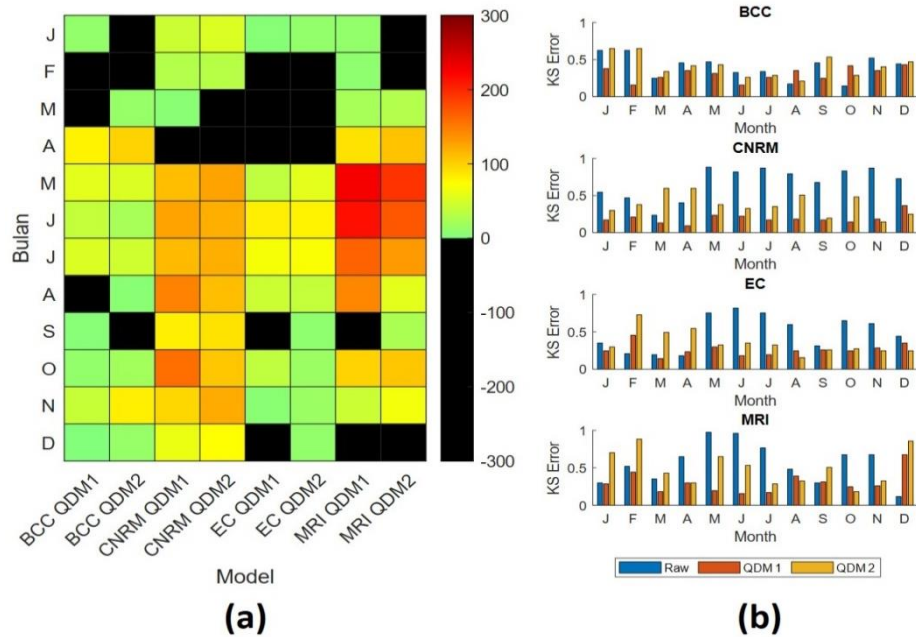 J
F
M
A
M
J
J
A
S
O
N
D
Bulan
BCC QDM1
BCC QDM2
CNRM QDM1
CNRM QDM2
EC QDM1
EC QDM2
MRI QDM1
MRI QDM2
Model
300
200
100
0
-100
-200
-300
(a)
BCC
KS Error
1
0.5
0
J F M A M J J A S O N D
Month
CNRM
KS Error
1
0.5
0
J F M A M J J A S O N D
Month
EC
KS Error
1
0.5
0
J F M A M J J A S O N D
Month
MRI
KS Error
1
0.5
0
J F M A M J J A S O N D
Month
Raw QDM 1 QDM 2
(b)